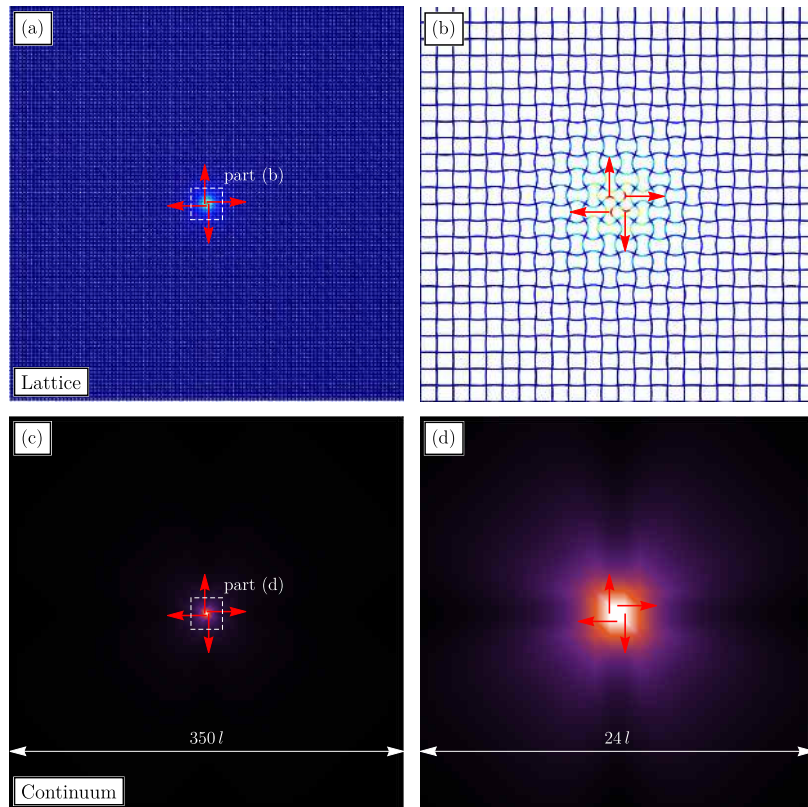 (a)
(b)
part (b)
Lattice
(c)
(d)
part (d)
350 l
24 l
Continuum